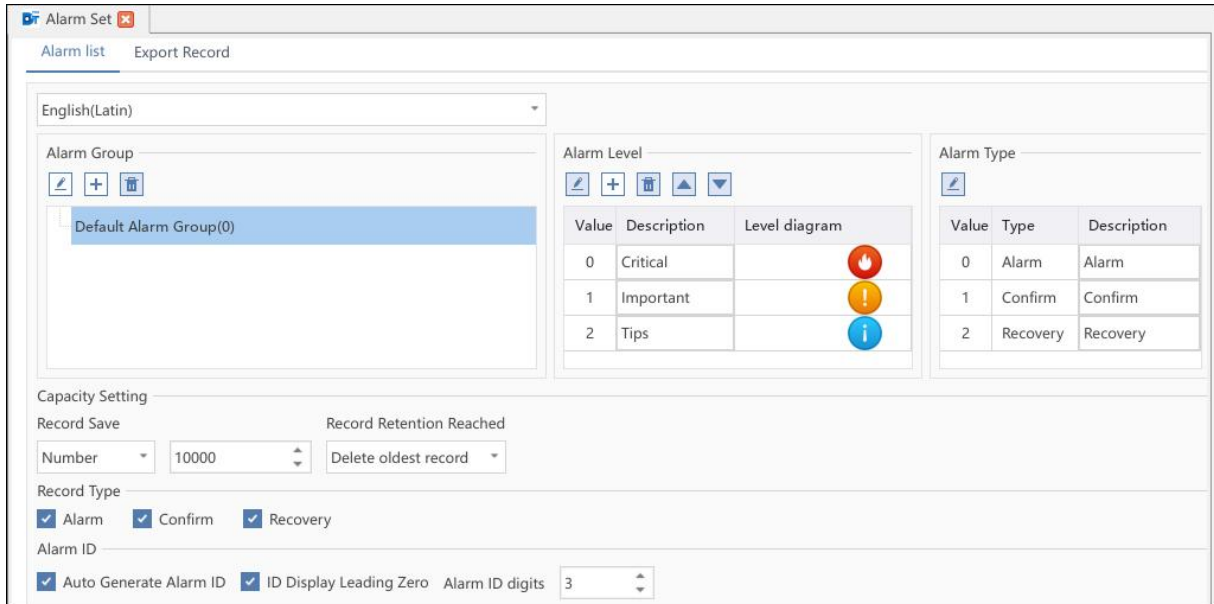 DT Alarm Set
Alarm list Export Record
English(Latin)
Alarm Group
Default Alarm Group(0)
Alarm Level
Value Description Level diagram
0 Critical
1 Important
2 Tips
Alarm Type
Value Type Description
0 Alarm Alarm
1 Confirm Confirm
2 Recovery Recovery
Capacity Setting
Record Save Record Retention Reached
Number 10000 Delete oldest record
Record Type
Alarm Confirm Recovery
Alarm ID
Auto Generate Alarm ID ID Display Leading Zero Alarm ID digits 3